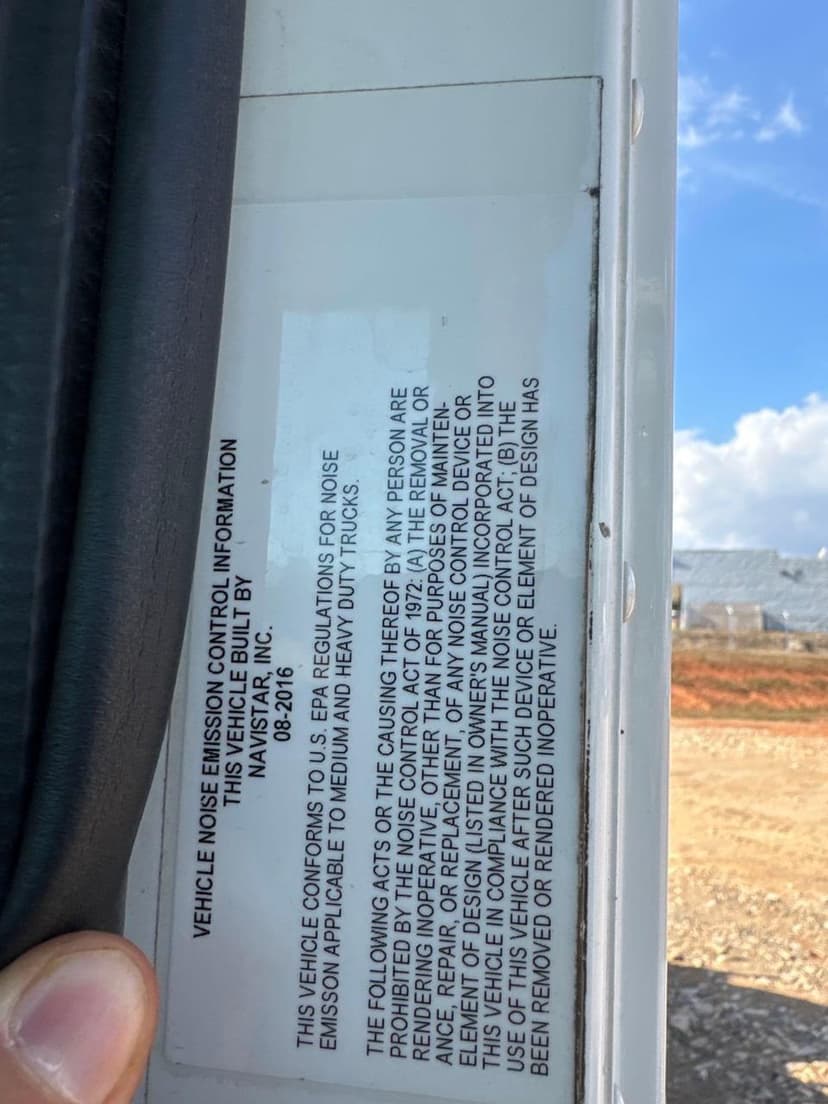 VEHICLE NOISE EMISSION CONTROL INFORMATION
THIS VEHICLE BUILT BY
NAVISTAR, INC.
08-2016
THIS VEHICLE CONFORMS TO U.S. EPA REGULATIONS FOR NOISE
EMISSON APPLICABLE TO MEDIUM AND HEAVY DUTY TRUCKS.
THE FOLLOWING ACTS OR THE CAUSING THEREOF BY ANY PERSON ARE
PROHIBITED BY THE NOISE CONTROL ACT OF 1972: (A) THE REMOVAL OR
RENDERING INOPERATIVE, OTHER THAN FOR PURPOSES OF MAINTEN-
ANCE, REPAIR, OR REPLACEMENT, OF ANY NOISE CONTROL DEVICE OR
ELEMENT OF DESIGN (LISTED IN OWNER'S MANUAL) INCORPORATED INTO
THIS VEHICLE IN COMPLIANCE WITH THE NOISE CONTROL ACT; (B) THE
USE OF THIS VEHICLE AFTER SUCH DEVICE OR ELEMENT OF DESIGN HAS
BEEN REMOVED OR RENDERED INOPERATIVE.